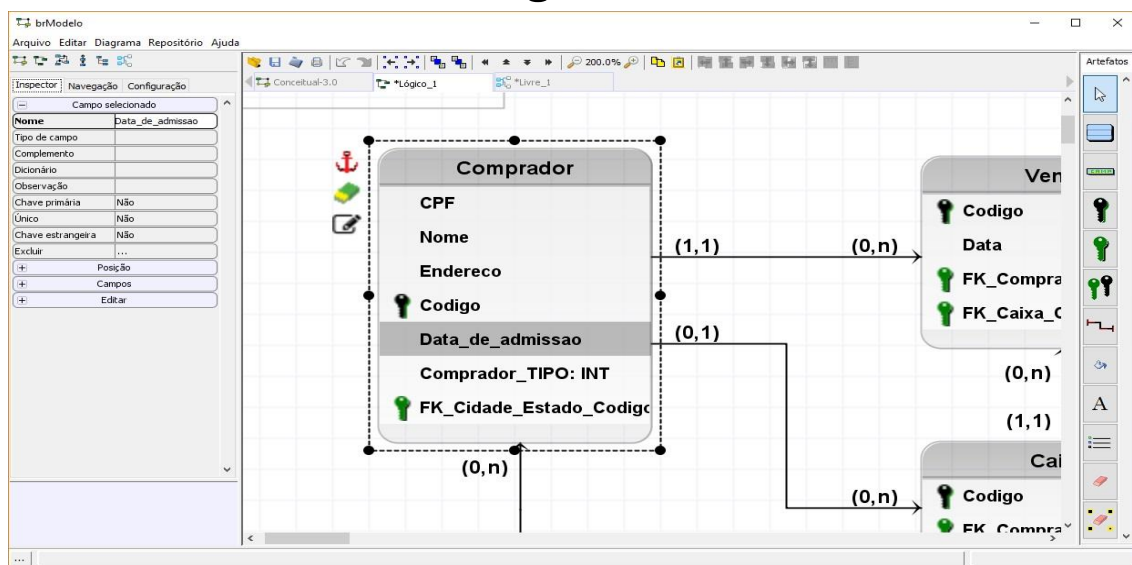 brModelo
Arquivo Editar Diagrama Repositório Ajuda
200.0%
Artefatos
Inspector Navegação Configuração
Conceitual-3.0 *Lógico_1 *Livre_1
Campo selecionado
Nome Data_de_admissao
Tipo de campo
Complemento
Dicionário
Observação
Chave primária Não
Único Não
Chave estrangeira Não
Excluir ...
Posição
Campos
Editar
Comprador
CPF
Nome
Endereco
Codigo
Data_de_admissao
Comprador_TIPO: INT
FK_Cidade_Estado_Codigo
(1,1) (0,n)
(0,1)
(0,n)
(0,n)
Ven
Codigo
Data
FK_Compra
FK_Caixa_C
(0,n)
(1,1)
Cai
Codigo
FK_Compra
A
...